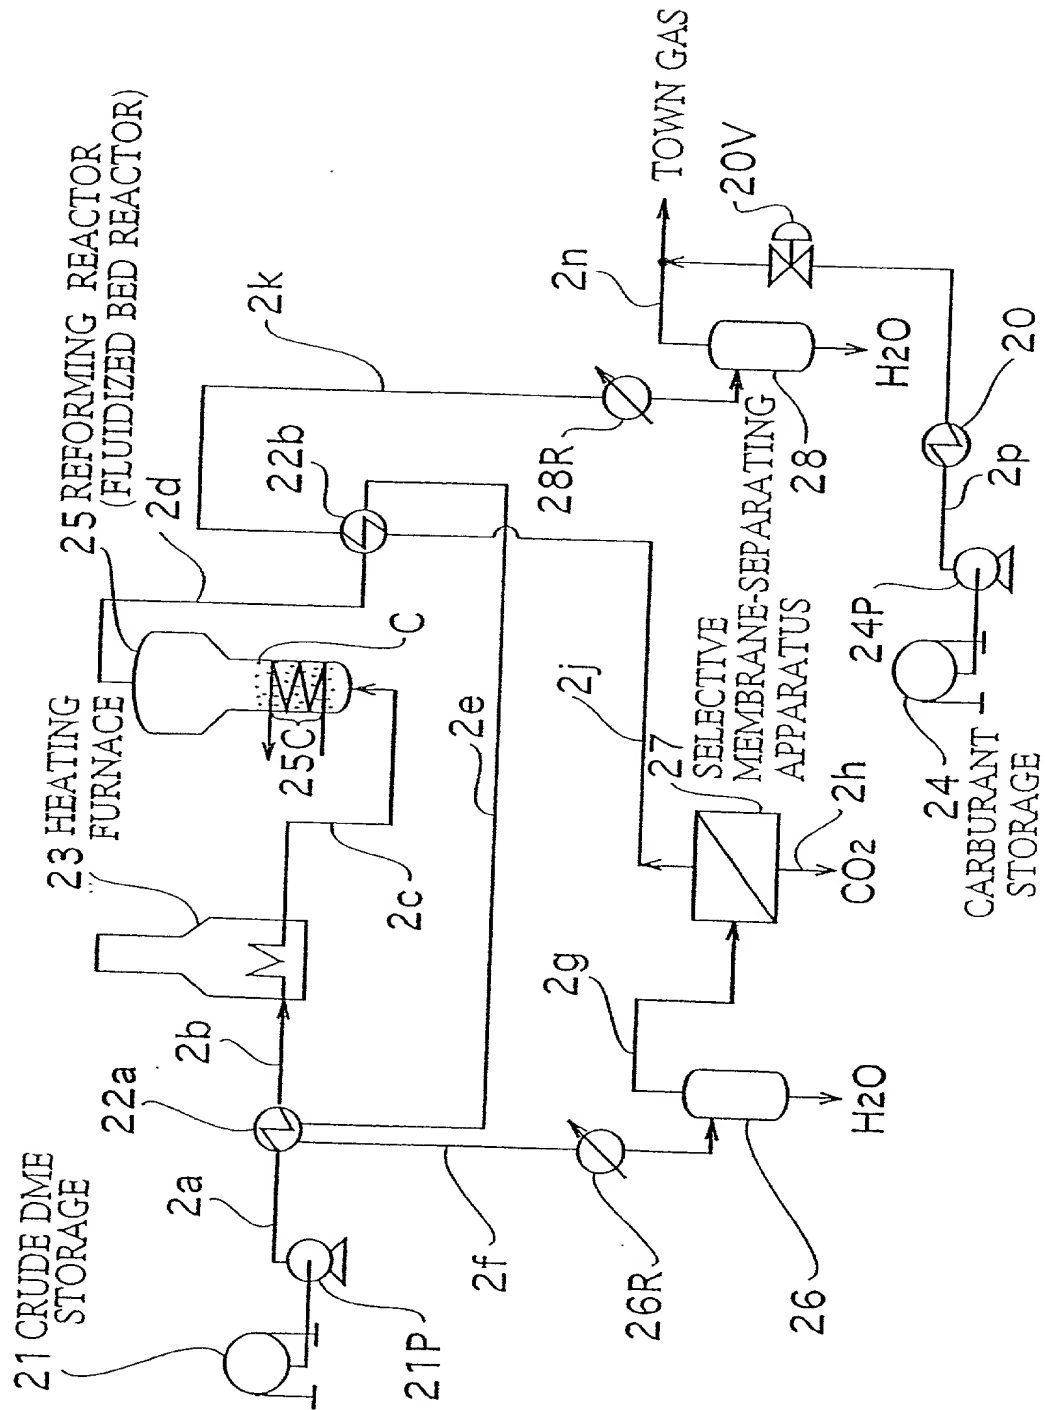 21 CRUDE DME
STORAGE
2a
22a
2b
23 HEATING
FURNACE
25 REFORMING REACTOR
(FLUIDIZED BED REACTOR)
2d
22b
2k
C
25C
2c
2e
21P
2f
26R
26
H2O
2g
27
SELECTIVE
MEMBRANE-SEPARATING
APPARATUS
2h
CO2
2j
28R
28
H2O
2n
TOWN GAS
20V
20
2p
24P
24
CARBURANT
STORAGE